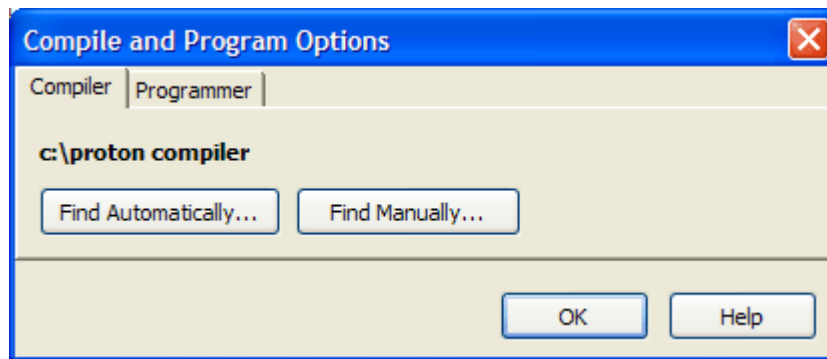 Compile and Program Options
Compiler Programmer
c:\proton compiler
Find Automatically... Find Manually...
OK Help